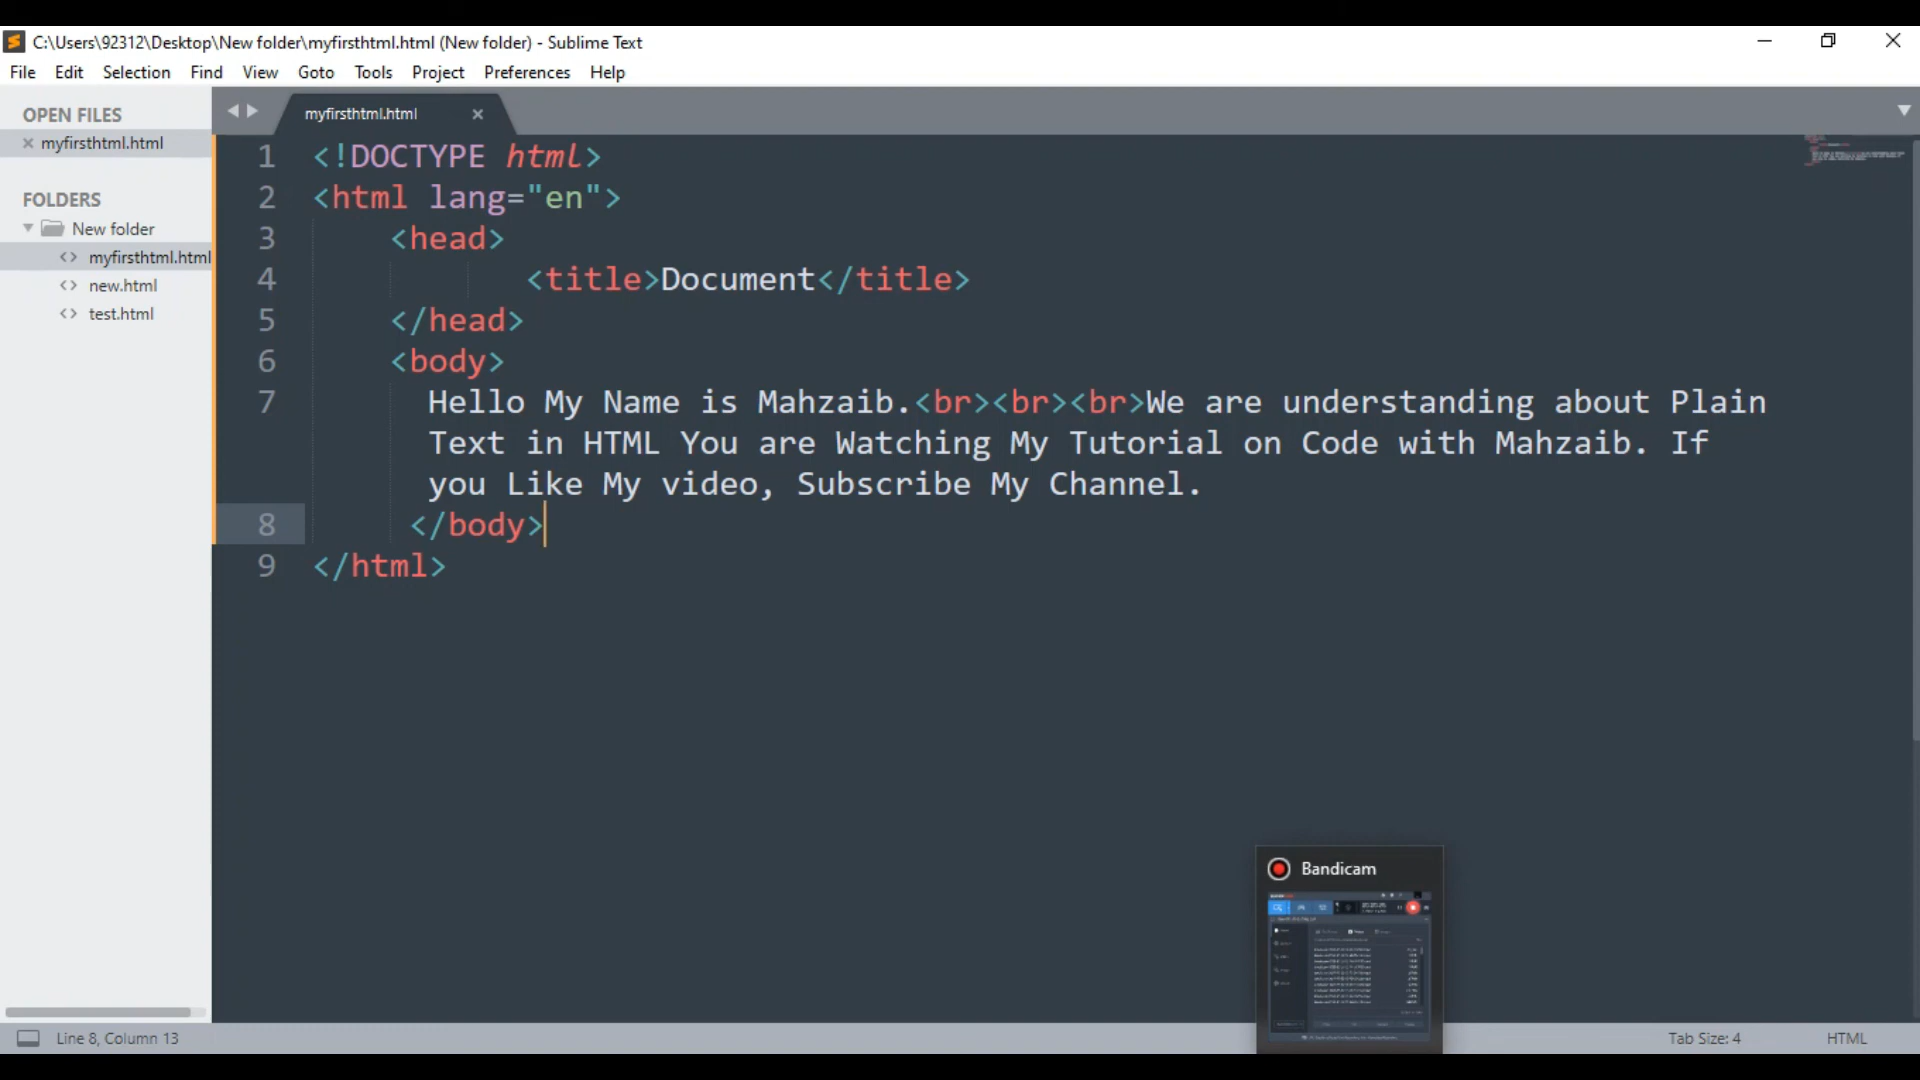 C:\Users\92312\Desktop\New folder\myfirsthtml.html (New folder) - Sublime Text
File Edit Selection Find View Goto Tools Project Preferences Help
OPEN FILES
myfirsthtml.html
FOLDERS
New folder
myfirsthtml.html
new.html
test.html
myfirsthtml.html
1 <!DOCTYPE html>
2 <html lang="en">
3 <head>
4 <title>Document</title>
5 </head>
6 <body>
7 Hello My Name is Mahzaib.<br><br><br>We are understanding about Plain
Text in HTML You are Watching My Tutorial on Code with Mahzaib. If
you Like My video, Subscribe My Channel.
8 </body>
9 </html>
Bandicam
Line 8, Column 13
Tab Size: 4
HTML